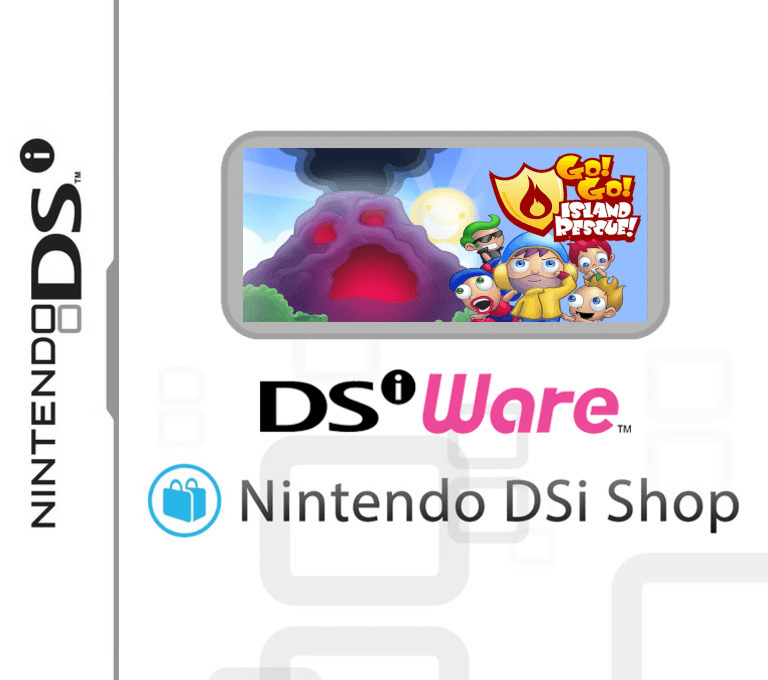 NINTENDO DSi™
GO!
GO!
ISLAND
RESCUE!
DSiWare™
Nintendo DSi Shop